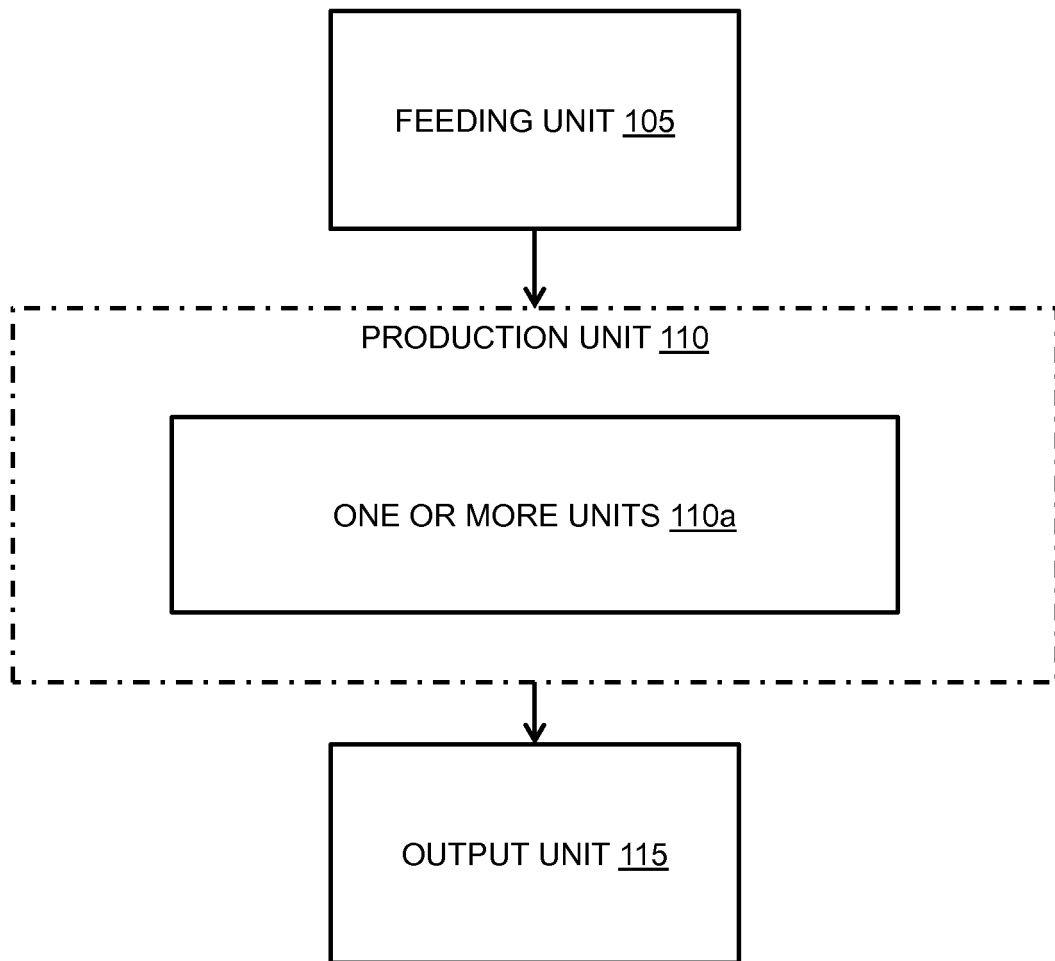 FEEDING UNIT 105
PRODUCTION UNIT 110
ONE OR MORE UNITS 110a
OUTPUT UNIT 115